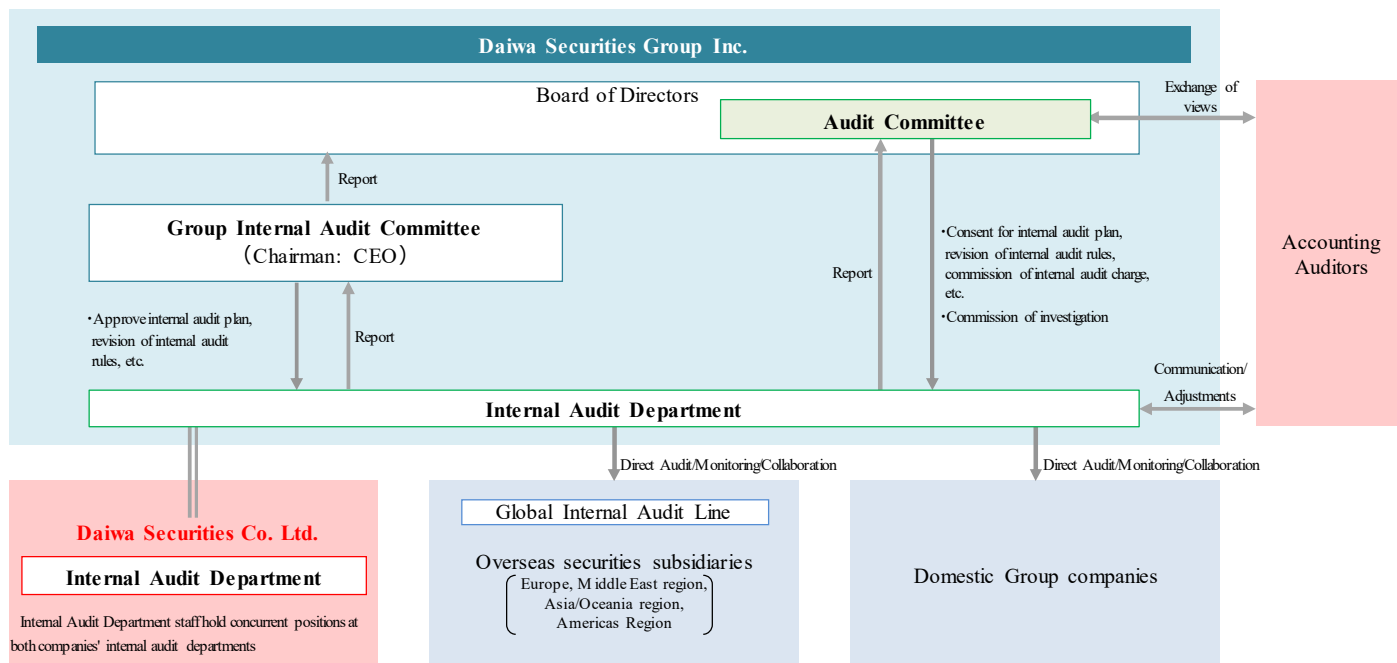 Daiwa Securities Group Inc.
Board of Directors
Audit Committee
Exchange of
views
Report
Group Internal Audit Committee
（Chairman: CEO）
・Consent for internal audit plan,
revision of internal audit rules,
commission of internal audit charge,
etc.
・Commission of investigation
Report
Accounting
Auditors
・Approve internal audit plan,
revision of internal audit
rules, etc.
Report
Communication/
Adjustments
Internal Audit Department
Direct Audit/Monitoring/Collaboration
Direct Audit/Monitoring/Collaboration
Daiwa Securities Co. Ltd.
Internal Audit Department
Internal Audit Department staff hold concurrent positions at
both companies' internal audit departments
Global Internal Audit Line
Overseas securities subsidiaries
Europe, Middle East region,
Asia/Oceania region,
Americas Region
Domestic Group companies